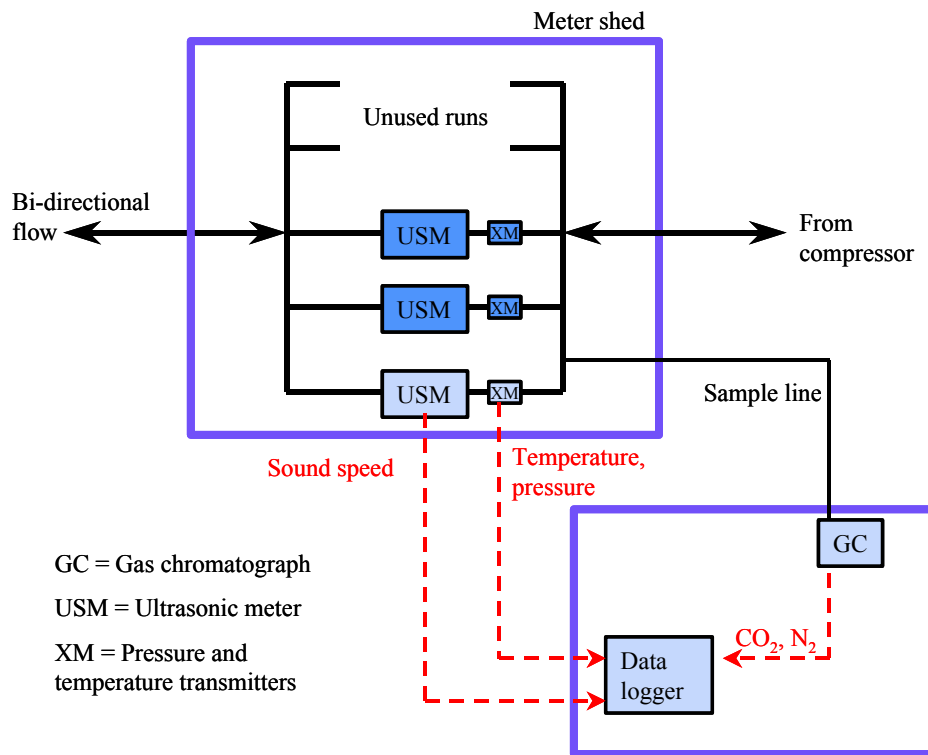 Meter shed
Unused runs
Bi-directional
flow
USM
XM
From
compressor
USM
XM
USM
XM
Sample line
Sound speed
Temperature,
pressure
GC
GC = Gas chromatograph
USM = Ultrasonic meter
XM = Pressure and
temperature transmitters
CO₂, N₂
Data
logger